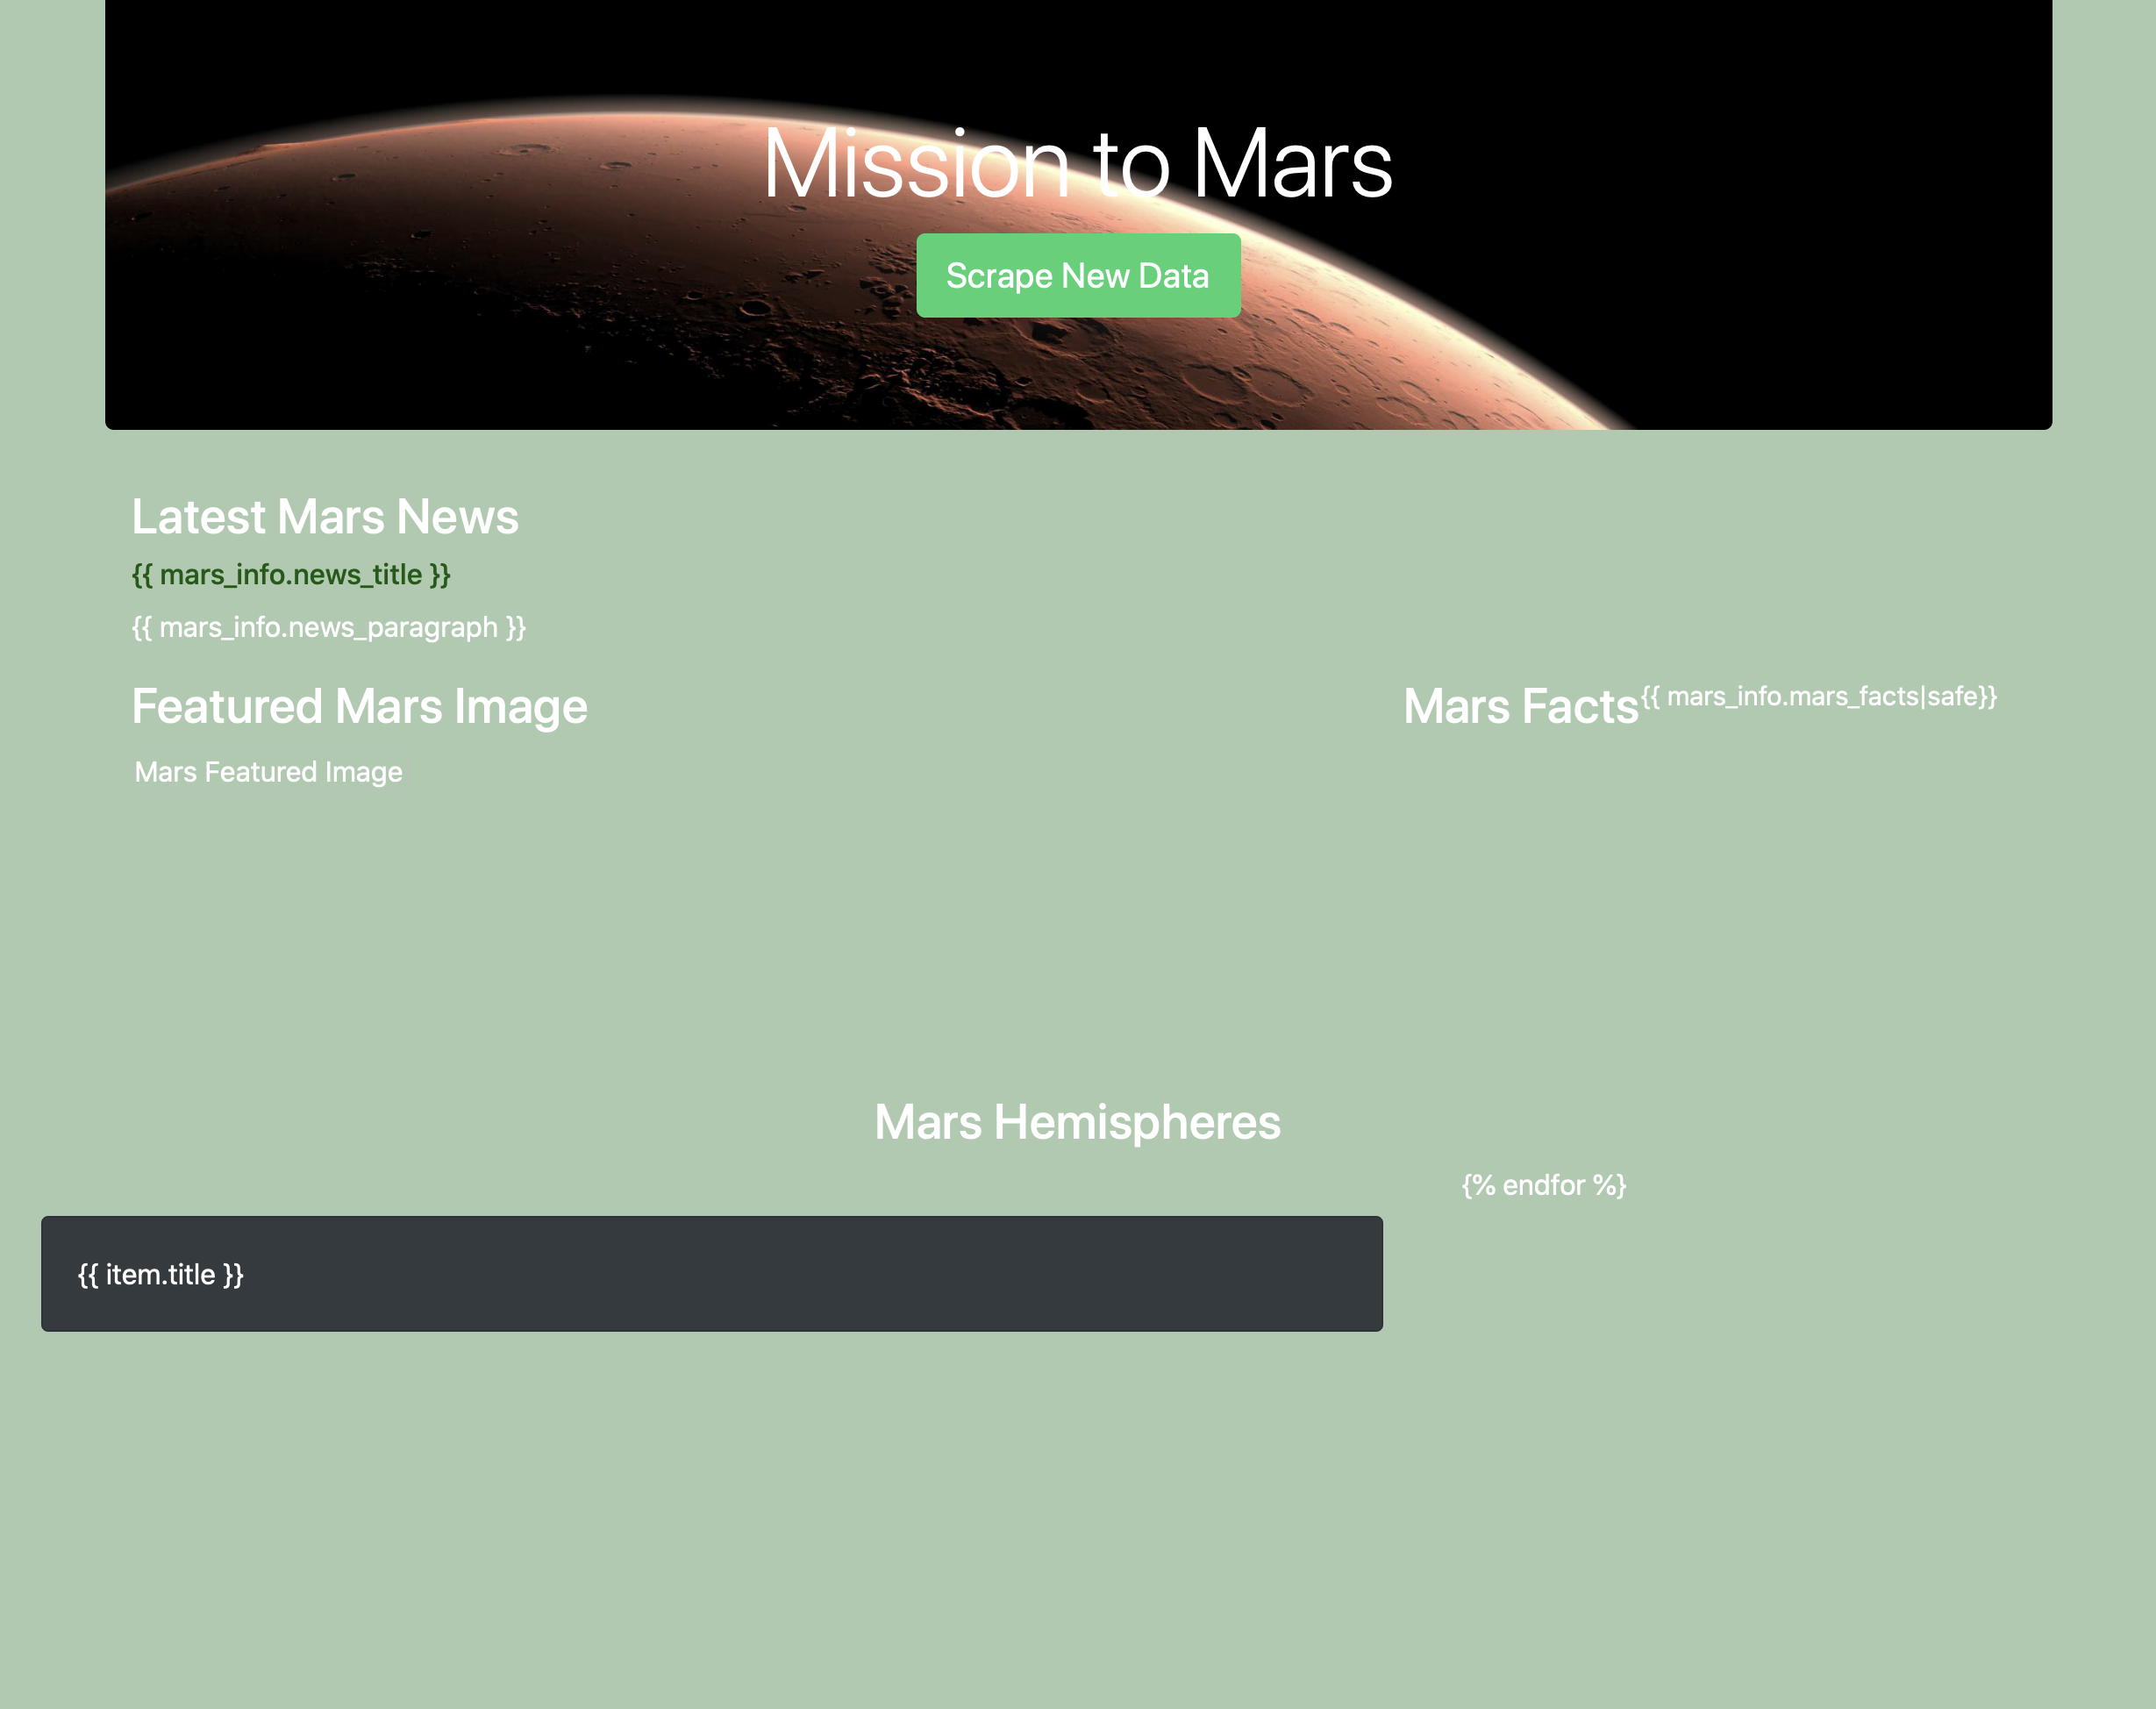 Mission to Mars
Scrape New Data
Latest Mars News
{{ mars_info.news_title }}
{{ mars_info.news_paragraph }}
Featured Mars Image
Mars Featured Image
Mars Facts
{{ mars_info.mars_facts|safe}}
Mars Hemispheres
{% endfor %}
{{ item.title }}